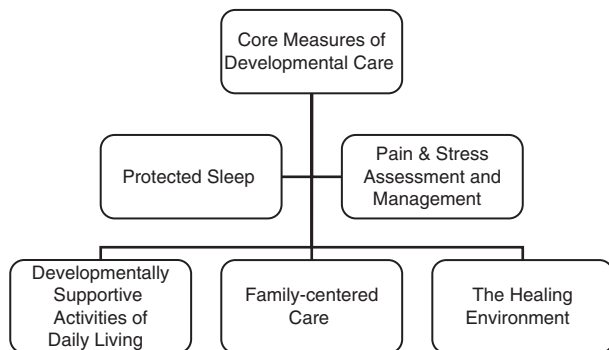 Core Measures of
Developmental Care
Protected Sleep
Pain & Stress
Assessment and
Management
Developmentally
Supportive
Activities of
Daily Living
Family-centered
Care
The Healing
Environment